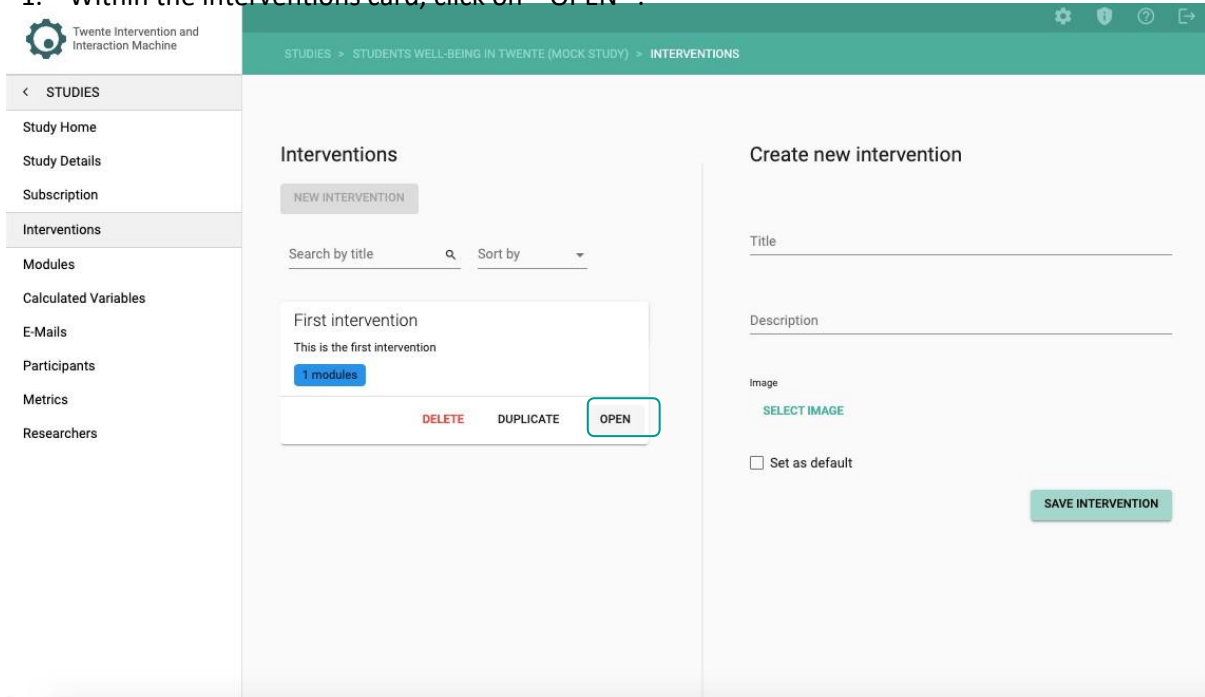 1. Within the interventions card, click on "OPEN".
Twente Intervention and
Interaction Machine
STUDIES > STUDENTS WELL-BEING IN TWENTE (MOCK STUDY) > INTERVENTIONS
< STUDIES
Study Home
Study Details
Subscription
Interventions
Modules
Calculated Variables
E-Mails
Participants
Metrics
Researchers
Interventions
NEW INTERVENTION
Search by title
Sort by
First intervention
This is the first intervention
1 modules
DELETE DUPLICATE OPEN
Create new intervention
Title
Description
Image
SELECT IMAGE
Set as default
SAVE INTERVENTION